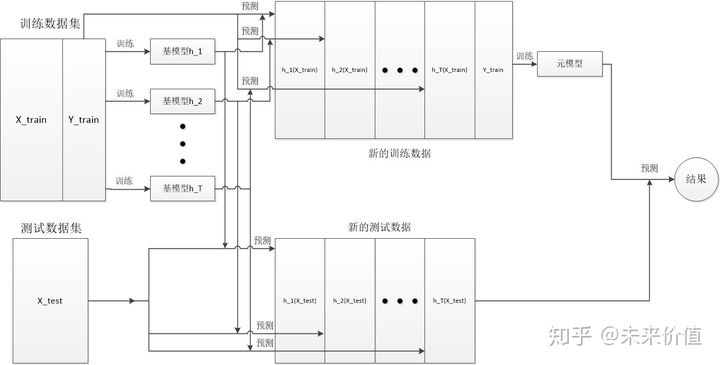 训练数据集
X_train
Y_train
训练
基模型h_1
训练
基模型h_2
训练
基模型h_T
预测
预测
预测
h_1(X_train)
h_2(X_train)
h_T(X_train)
Y_train
新的训练数据
训练
元模型
预测
结果
测试数据集
X_test
新的测试数据
预测
预测
预测
h_1(X_test)
h_2(X_test)
h_T(X_test)
知乎 @未来价值